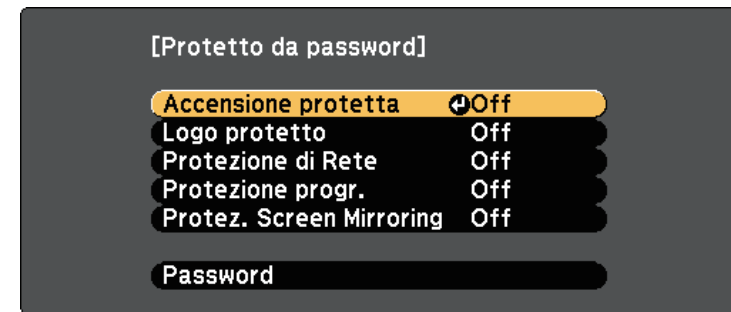 [Protetto da password]
Accensione protetta Off
Logo protetto Off
Protezione di Rete Off
Protezione progr. Off
Protez. Screen Mirroring Off
Password